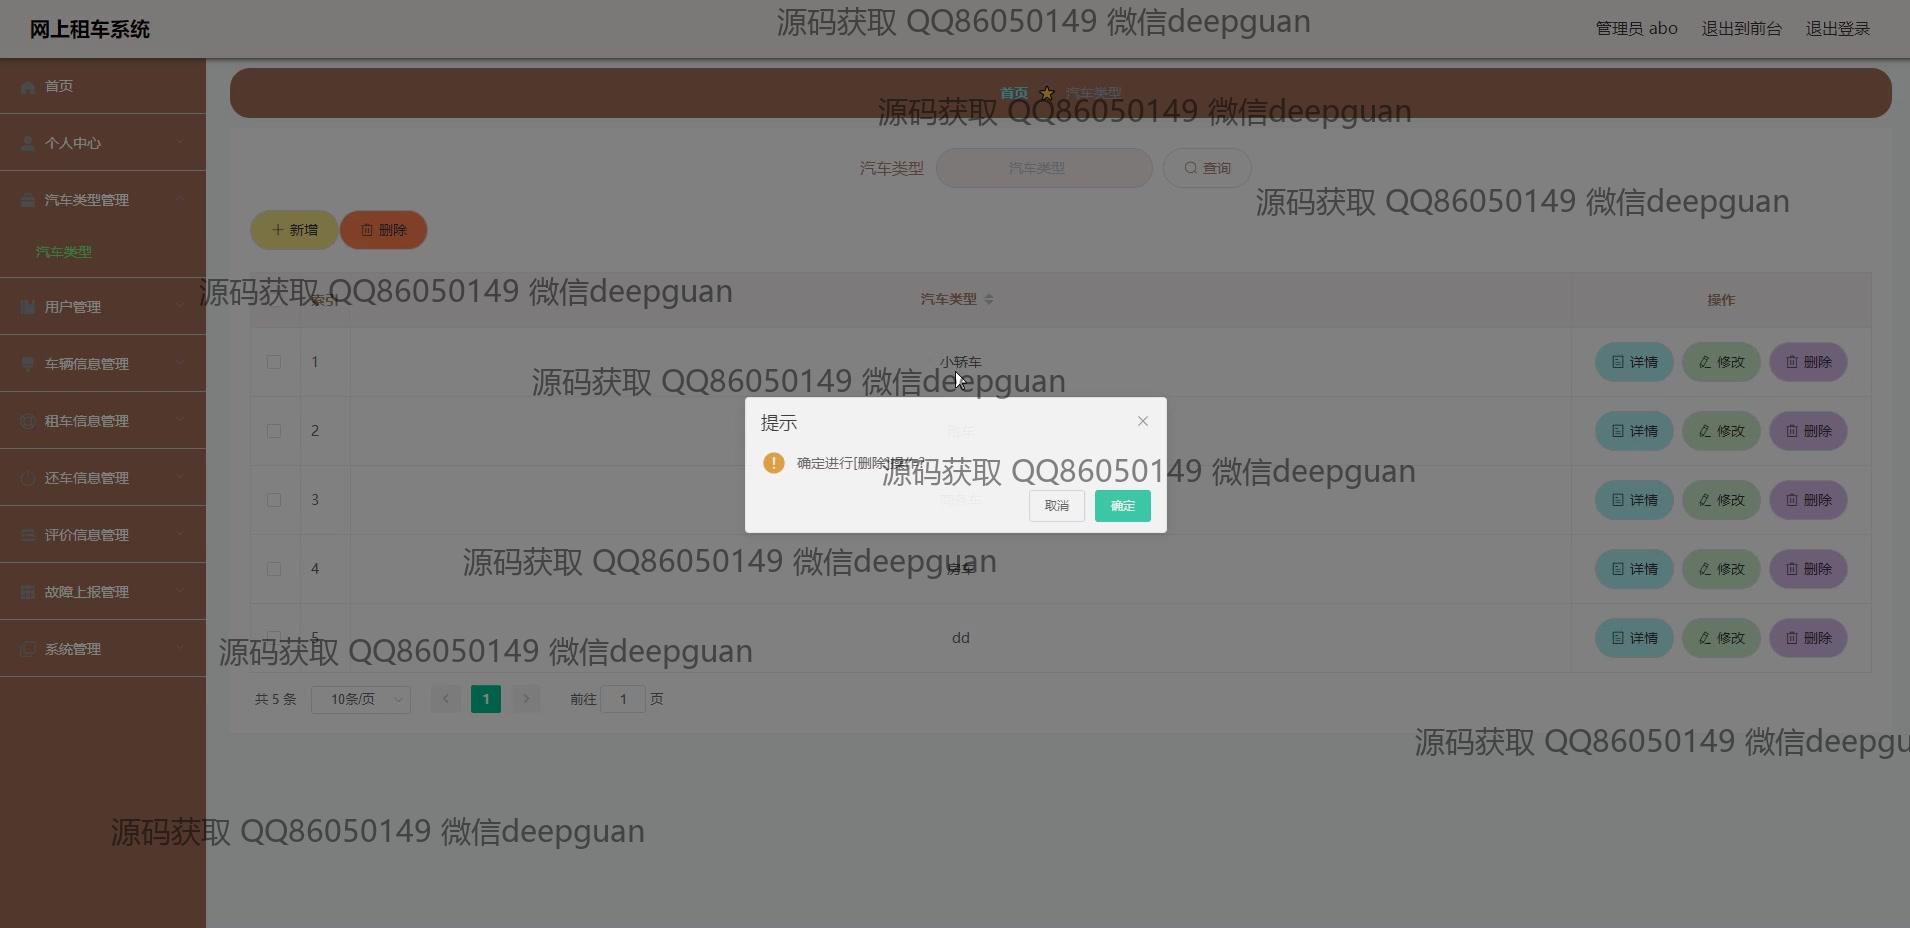 网上租车系统
源码获取 QQ86050149 微信deepguan
管理员 abo 退出到前台 退出登录
首页
个人中心
汽车类型管理
汽车类型
用户管理
车辆信息管理
租车信息管理
还车信息管理
评价信息管理
故障上报管理
系统管理
首页 汽车类型
源码获取 QQ86050149 微信deepguan
汽车类型 汽车类型 查询
源码获取 QQ86050149 微信deepguan
新增 删除
源码获取 QQ86050149 微信deepguan
索引 汽车类型 操作
1 小轿车 详情 修改 删除
源码获取 QQ86050149 微信deepguan
2 详情 修改 删除
提示
确定进行[删除]操作?
源码获取 QQ86050149 微信deepguan
取消 确定
3 商务车 详情 修改 删除
源码获取 QQ86050149 微信deepguan
4 房车 详情 修改 删除
5 dd 详情 修改 删除
源码获取 QQ86050149 微信deepguan
共 5 条 10条/页 1 前往 1 页
源码获取 QQ86050149 微信deepgu
源码获取 QQ86050149 微信deepguan